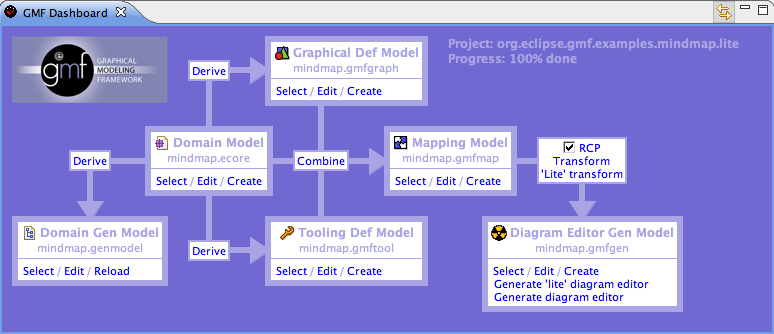 GMF Dashboard
gmf
e
GRAPHICAL
MODELING
FRAMEWORK
Project: org.eclipse.gmf.examples.mindmap.lite
Progress: 100% done
Derive
Graphical Def Model
mindmap.gmfgraph
Select / Edit / Create
Derive
Domain Model
mindmap.ecore
Select / Edit / Create
Combine
Mapping Model
mindmap.gmfmap
Select / Edit / Create
RCP
Transform
'Lite' transform
Domain Gen Model
mindmap.genmodel
Select / Edit / Reload
Derive
Tooling Def Model
mindmap.gmftool
Select / Edit / Create
Diagram Editor Gen Model
mindmap.gmfgen
Select / Edit / Create
Generate 'lite' diagram editor
Generate diagram editor